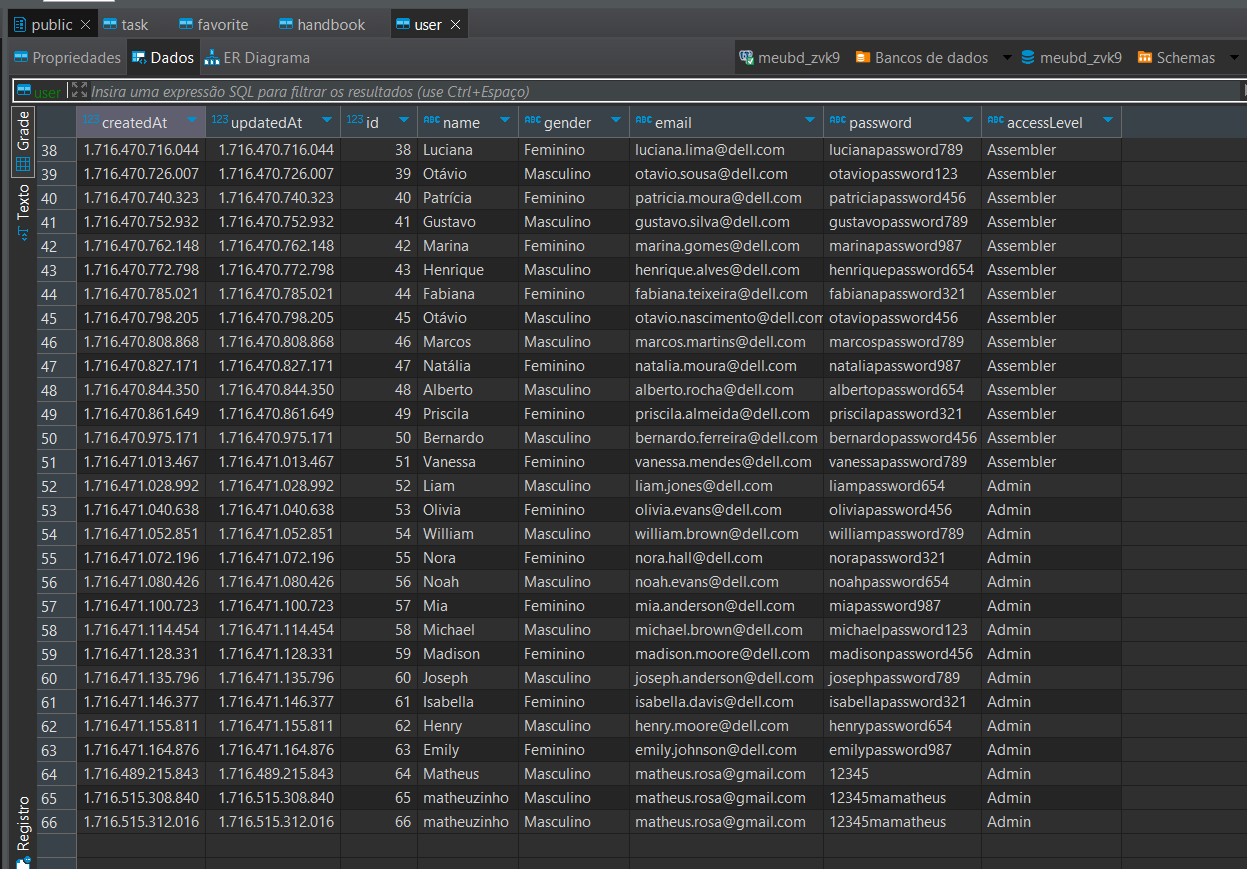 public task favorite handbook user
Propriedades Dados ER Diagrama meubd_zvk9 Bancos de dados meubd_zvk9 Schemas
user Insira uma expressão SQL para filtrar os resultados (use Ctrl+Espaço)
Grade
Texto
Registro
123 createdAt 123 updatedAt 123 id ABC name ABC gender ABC email ABC password ABC accessLevel
38 1.716.470.716.044 1.716.470.716.044 38 Luciana Feminino luciana.lima@dell.com lucianapassword789 Assembler
39 1.716.470.726.007 1.716.470.726.007 39 Otávio Masculino otavio.sousa@dell.com otaviopassword123 Assembler
40 1.716.470.740.323 1.716.470.740.323 40 Patrícia Feminino patricia.moura@dell.com patriciapassword456 Assembler
41 1.716.470.752.932 1.716.470.752.932 41 Gustavo Masculino gustavo.silva@dell.com gustavopassword789 Assembler
42 1.716.470.762.148 1.716.470.762.148 42 Marina Feminino marina.gomes@dell.com marinapassword987 Assembler
43 1.716.470.772.798 1.716.470.772.798 43 Henrique Masculino henrique.alves@dell.com henriquepassword654 Assembler
44 1.716.470.785.021 1.716.470.785.021 44 Fabiana Feminino fabiana.teixeira@dell.com fabianapassword321 Assembler
45 1.716.470.798.205 1.716.470.798.205 45 Otávio Masculino otavio.nascimento@dell.com otaviopassword456 Assembler
46 1.716.470.808.868 1.716.470.808.868 46 Marcos Masculino marcos.martins@dell.com marcospassword789 Assembler
47 1.716.470.827.171 1.716.470.827.171 47 Natália Feminino natalia.moura@dell.com nataliapassword987 Assembler
48 1.716.470.844.350 1.716.470.844.350 48 Alberto Masculino alberto.rocha@dell.com albertopassword654 Assembler
49 1.716.470.861.649 1.716.470.861.649 49 Priscila Feminino priscila.almeida@dell.com priscilapassword321 Assembler
50 1.716.470.975.171 1.716.470.975.171 50 Bernardo Masculino bernardo.ferreira@dell.com bernardopassword456 Assembler
51 1.716.471.013.467 1.716.471.013.467 51 Vanessa Feminino vanessa.mendes@dell.com vanessapassword789 Assembler
52 1.716.471.028.992 1.716.471.028.992 52 Liam Masculino liam.jones@dell.com liampassword654 Admin
53 1.716.471.040.638 1.716.471.040.638 53 Olivia Feminino olivia.evans@dell.com oliviapassword456 Admin
54 1.716.471.052.851 1.716.471.052.851 54 William Masculino william.brown@dell.com williampassword789 Admin
55 1.716.471.072.196 1.716.471.072.196 55 Nora Feminino nora.hall@dell.com norapassword321 Admin
56 1.716.471.080.426 1.716.471.080.426 56 Noah Masculino noah.evans@dell.com noahpassword654 Admin
57 1.716.471.100.723 1.716.471.100.723 57 Mia Feminino mia.anderson@dell.com miapassword987 Admin
58 1.716.471.114.454 1.716.471.114.454 58 Michael Masculino michael.brown@dell.com michaelpassword123 Admin
59 1.716.471.128.331 1.716.471.128.331 59 Madison Feminino madison.moore@dell.com madisonpassword456 Admin
60 1.716.471.135.796 1.716.471.135.796 60 Joseph Masculino joseph.anderson@dell.com josephpassword789 Admin
61 1.716.471.146.377 1.716.471.146.377 61 Isabella Feminino isabella.davis@dell.com isabellapassword321 Admin
62 1.716.471.155.811 1.716.471.155.811 62 Henry Masculino henry.moore@dell.com henrypassword654 Admin
63 1.716.471.164.876 1.716.471.164.876 63 Emily Feminino emily.johnson@dell.com emilypassword987 Admin
64 1.716.489.215.843 1.716.489.215.843 64 Matheus Masculino matheus.rosa@gmail.com 12345 Admin
65 1.716.515.308.840 1.716.515.308.840 65 matheuzinho Masculino matheus.rosa@gmail.com 12345mamatheus Admin
66 1.716.515.312.016 1.716.515.312.016 66 matheuzinho Masculino matheus.rosa@gmail.com 12345mamatheus Admin